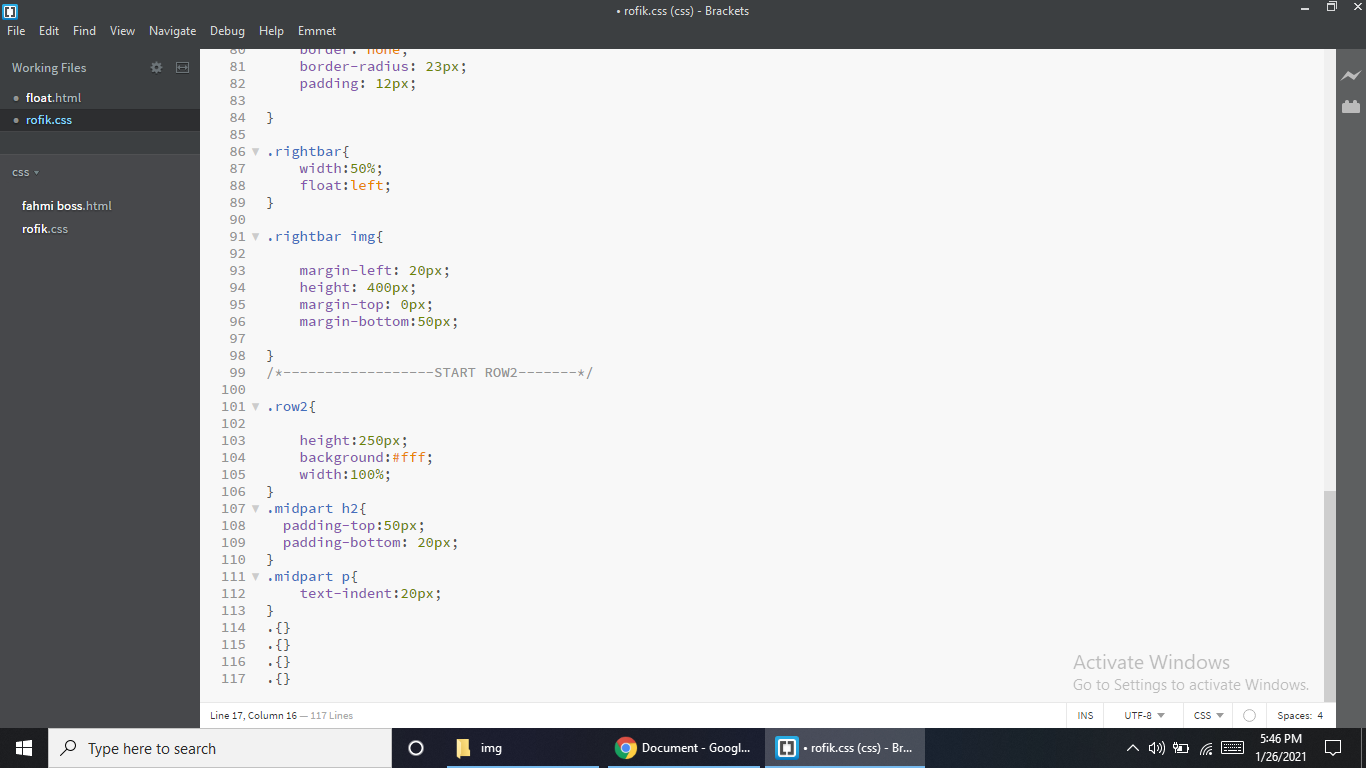 • rofik.css (css) - Brackets
File Edit Find View Navigate Debug Help Emmet
Working Files
float.html
rofik.css
css
fahmi boss.html
rofik.css
80 border: none;
81 border-radius: 23px;
82 padding: 12px;
83
84 }
85
86 .rightbar{
87 width:50%;
88 float:left;
89 }
90
91 .rightbar img{
92
93 margin-left: 20px;
94 height: 400px;
95 margin-top: 0px;
96 margin-bottom:50px;
97
98 }
99 /*------------------START ROW2-------*/
100
101 .row2{
102
103 height:250px;
104 background:#fff;
105 width:100%;
106 }
107 .midpart h2{
108 padding-top:50px;
109 padding-bottom: 20px;
110 }
111 .midpart p{
112 text-indent:20px;
113 }
114 .{}
115 .{}
116 .{}
117 .{}
Activate Windows
Go to Settings to activate Windows.
Line 17, Column 16 — 117 Lines
INS UTF-8 CSS Spaces: 4
Type here to search
img
Document - Googl...
• rofik.css (css) - Br...
5:46 PM
1/26/2021